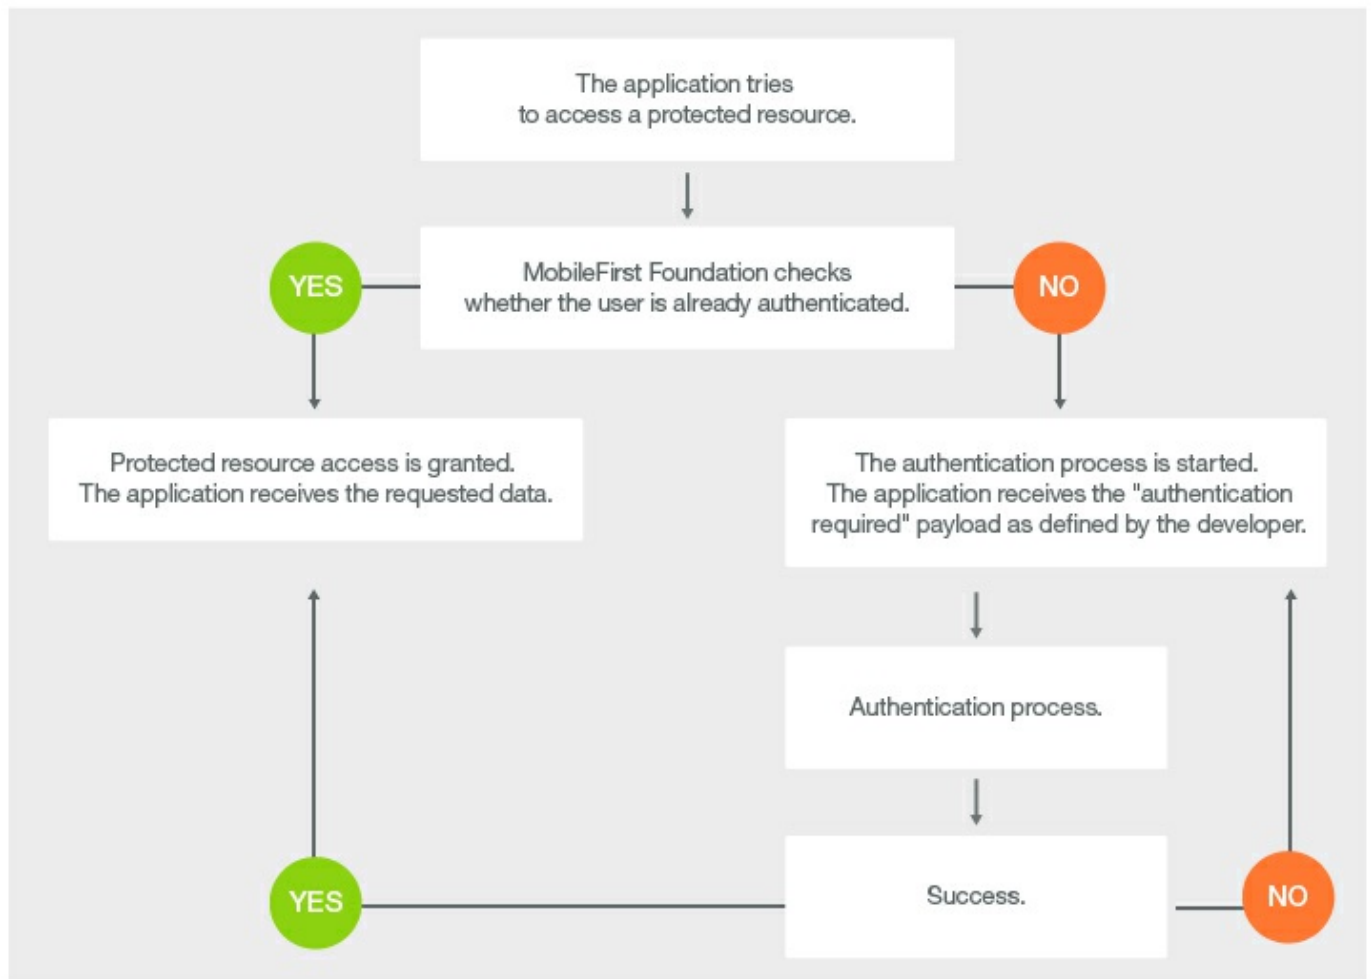 The application tries
to access a protected resource.
YES
MobileFirst Foundation checks
whether the user is already authenticated.
NO
Protected resource access is granted.
The application receives the requested data.
The authentication process is started.
The application receives the "authentication
required" payload as defined by the developer.
Authentication process.
YES
Success.
NO